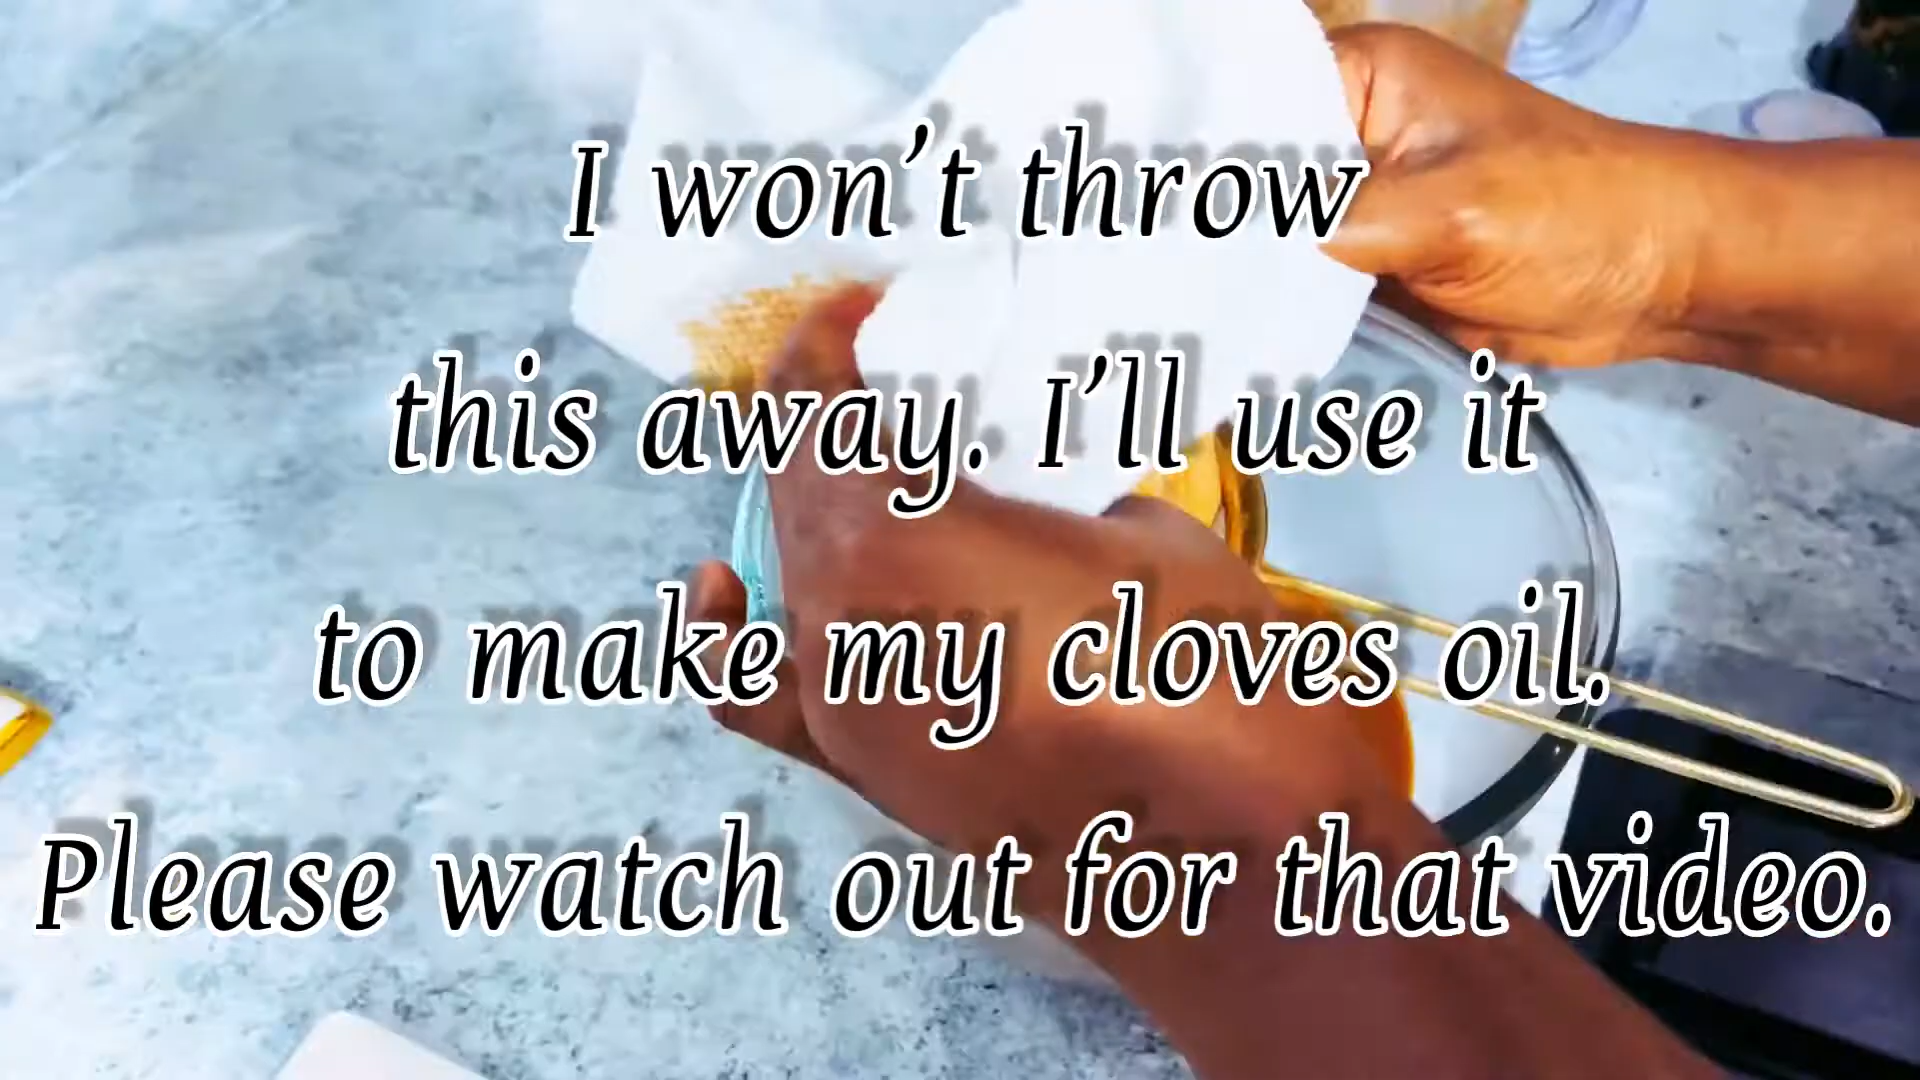 I won’t throw
this away. I’ll use it
to make my cloves oil.
Please watch out for that video.